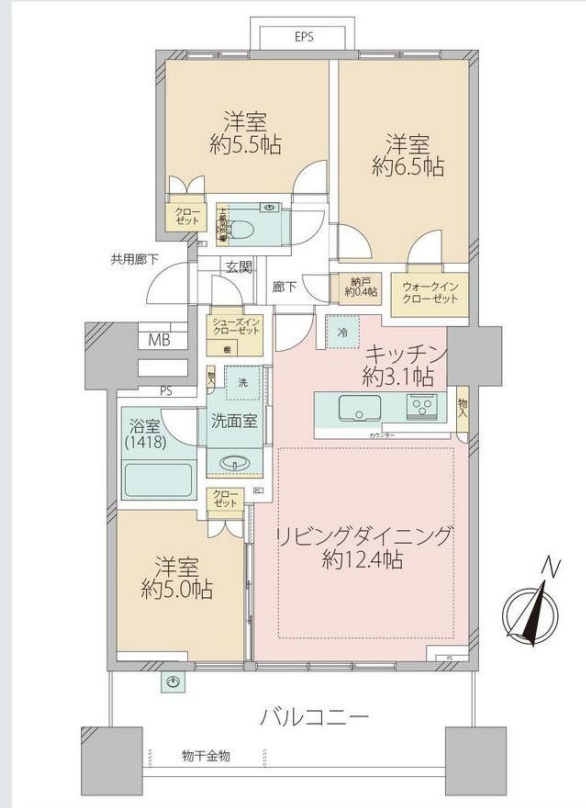 EPS
洋室
約5.5帖
洋室
約6.5帖
クロー
ゼット
上部吊戸棚
共用廊下
玄関
廊下
納戸
約0.4帖
ウォークイン
クローゼット
MB
シューズイン
クローゼット
棚
冷
キッチン
約3.1帖
PS
物入
洗
浴室
(1418)
洗面室
物入
カウンター
クロー
ゼット
リビングダイニング
約12.4帖
洋室
約5.0帖
PS
N
バルコニー
物干金物